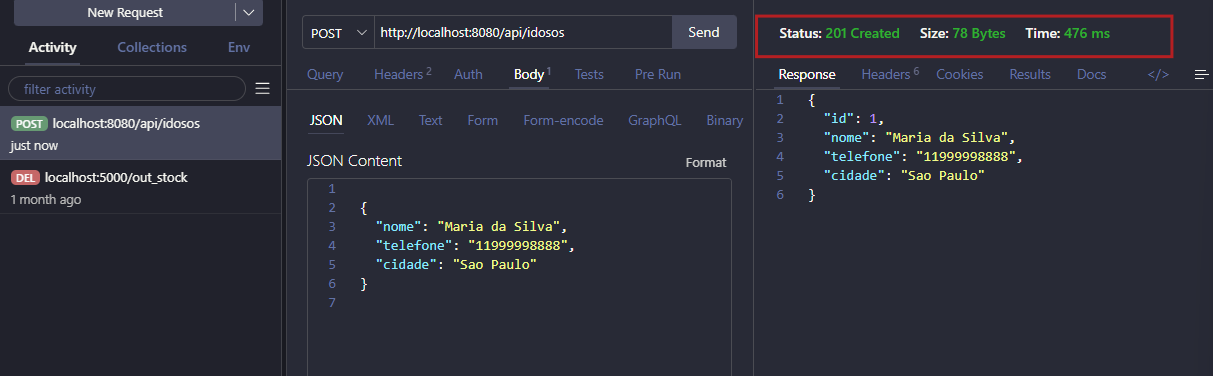 New Request
Activity Collections Env
filter activity
POST localhost:8080/api/idosos
just now
DEL localhost:5000/out_stock
1 month ago
POST http://localhost:8080/api/idosos Send
Query Headers 2 Auth Body 1 Tests Pre Run
JSON XML Text Form Form-encode GraphQL Binary
JSON Content Format
1
2 {
3 "nome": "Maria da Silva",
4 "telefone": "11999998888",
5 "cidade": "Sao Paulo"
6 }
7
Status: 201 Created Size: 78 Bytes Time: 476 ms
Response Headers 6 Cookies Results Docs </>
1 {
2 "id": 1,
3 "nome": "Maria da Silva",
4 "telefone": "11999998888",
5 "cidade": "Sao Paulo"
6 }